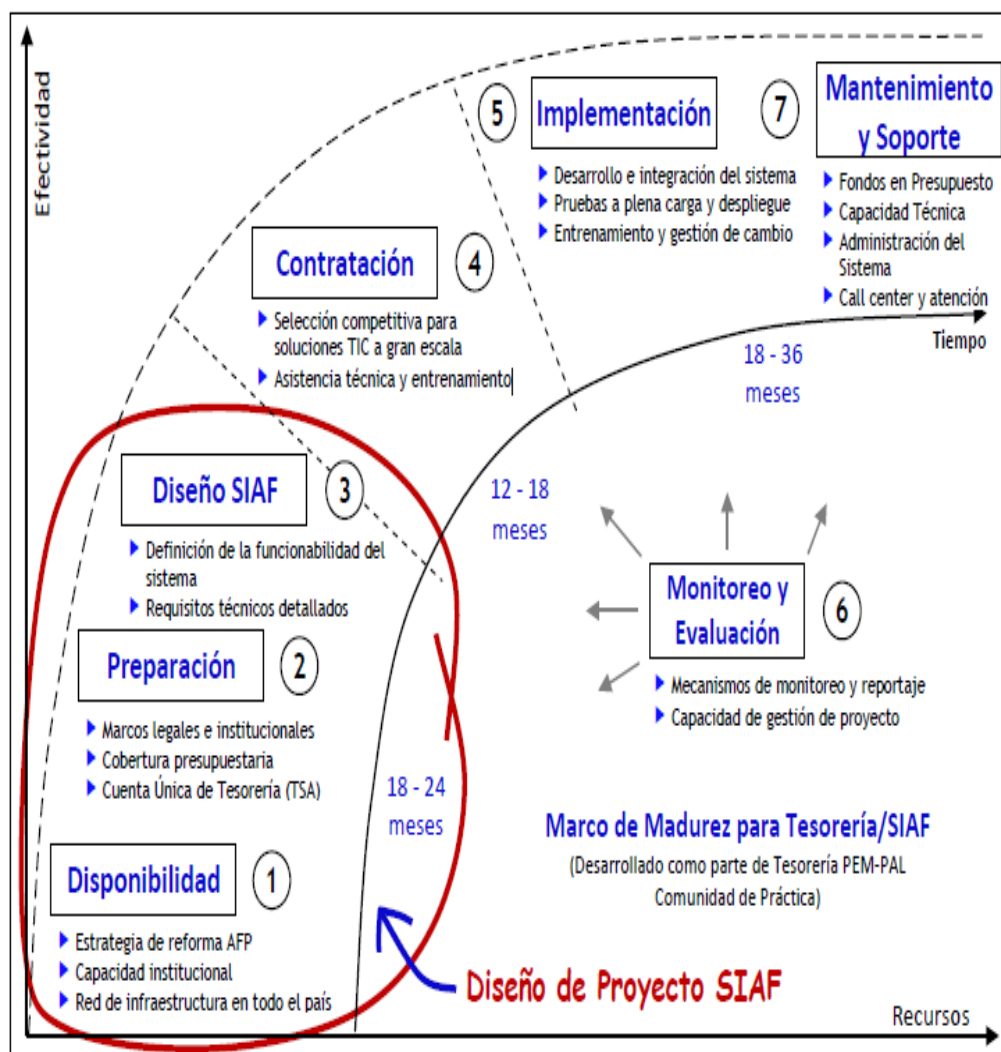 Efectividad
5
Implementación
Desarrollo e integración del sistema
Pruebas a plena carga y despliegue
Entrenamiento y gestión de cambio
7
Mantenimiento
y Soporte
Fondos en Presupuesto
Capacidad Técnica
Administración del
Sistema
Call center y atención
Tiempo
Contratación
4
Selección competitiva para
soluciones TIC a gran escala
Asistencia técnica y entrenamiento
18 - 36
meses
Diseño SIAF
3
Definición de la funcionabilidad del
sistema
Requisitos técnicos detallados
12 - 18
meses
Monitoreo y
Evaluación
6
Mecanismos de monitoreo y reportaje
Capacidad de gestión de proyecto
Preparación
2
Marcos legales e institucionales
Cobertura presupuestaria
Cuenta Única de Tesorería (TSA)
18 - 24
meses
Marco de Madurez para Tesorería/SIAF
(Desarrollado como parte de Tesorería PEM-PAL
Comunidad de Práctica)
Disponibilidad
1
Estrategia de reforma AFP
Capacidad institucional
Red de infraestructura en todo el país
Diseño de Proyecto SIAF
Recursos